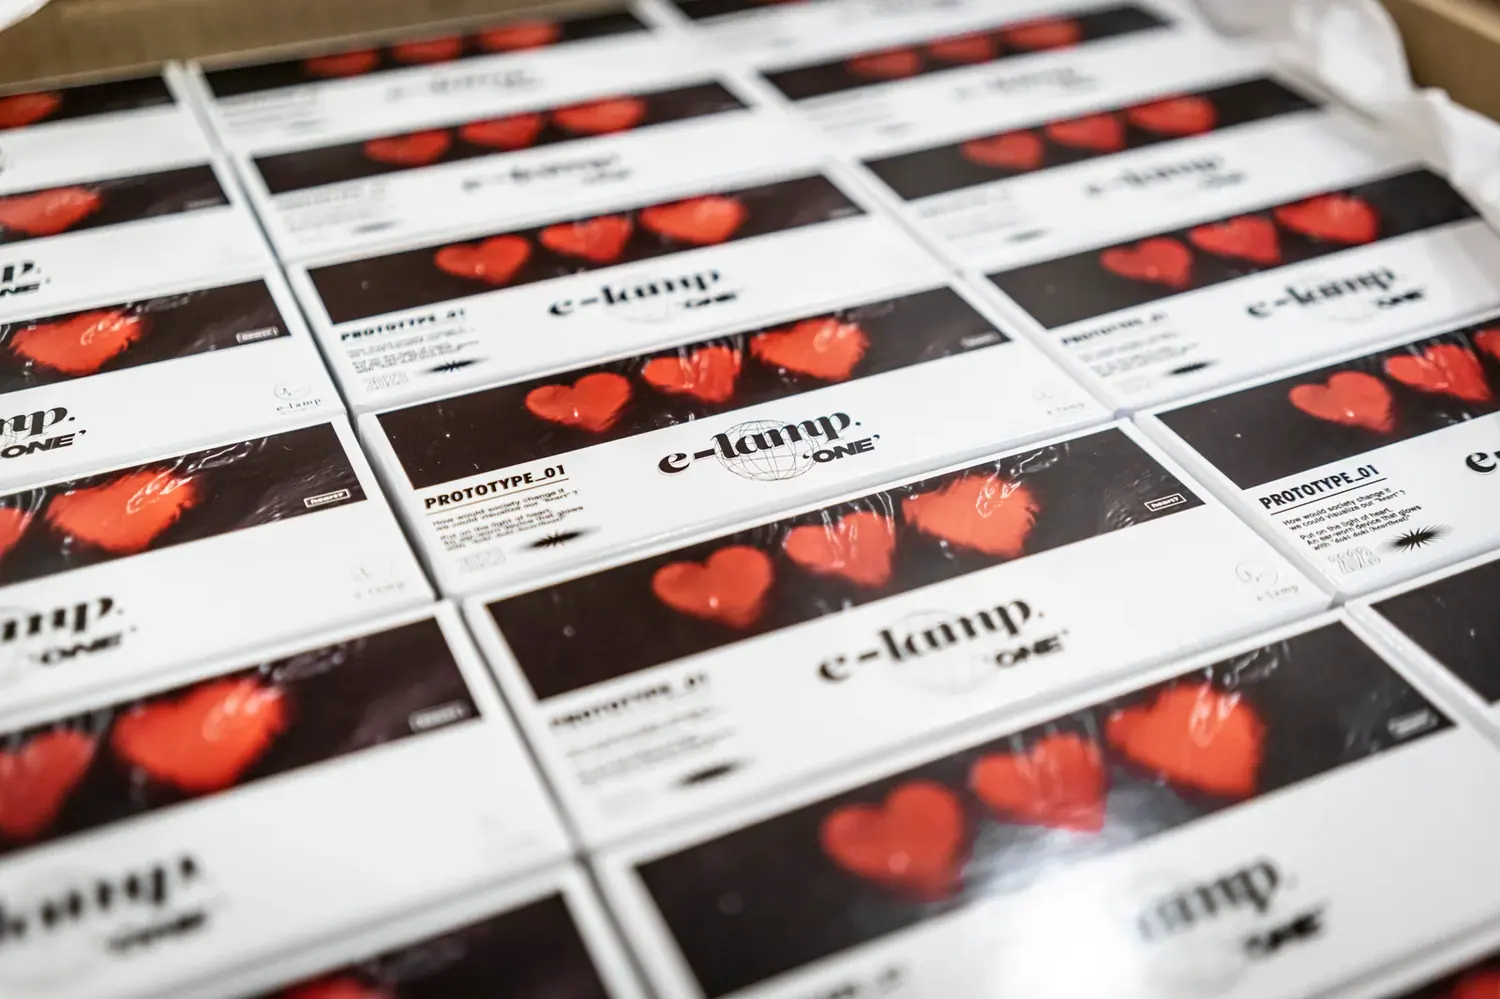 e-lamp.
'ONE'
PROTOTYPE_01
How would society change if
we could visualize our "heart"?
Put on the light of heart.
An ear-worn device that glows
with "doki doki (heartbeat)"
2023
heart?
e-lamp